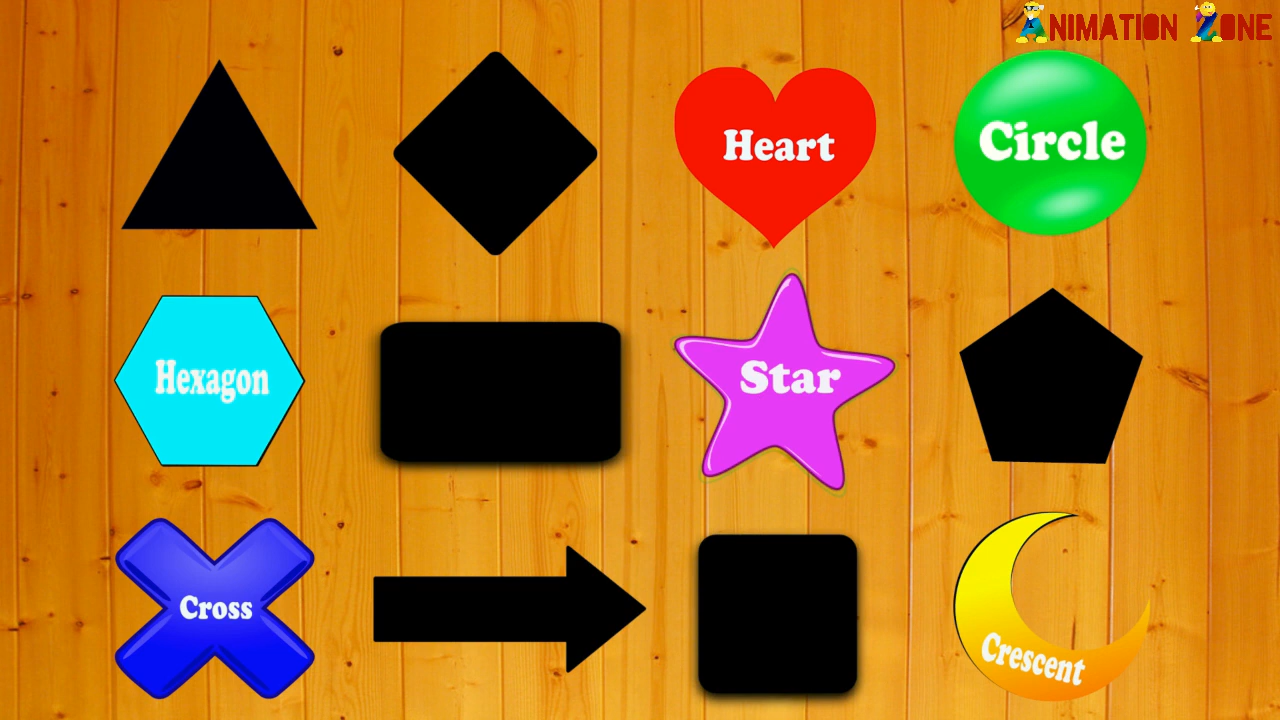 Animation Zone
Heart
Circle
Hexagon
Star
Cross
Crescent